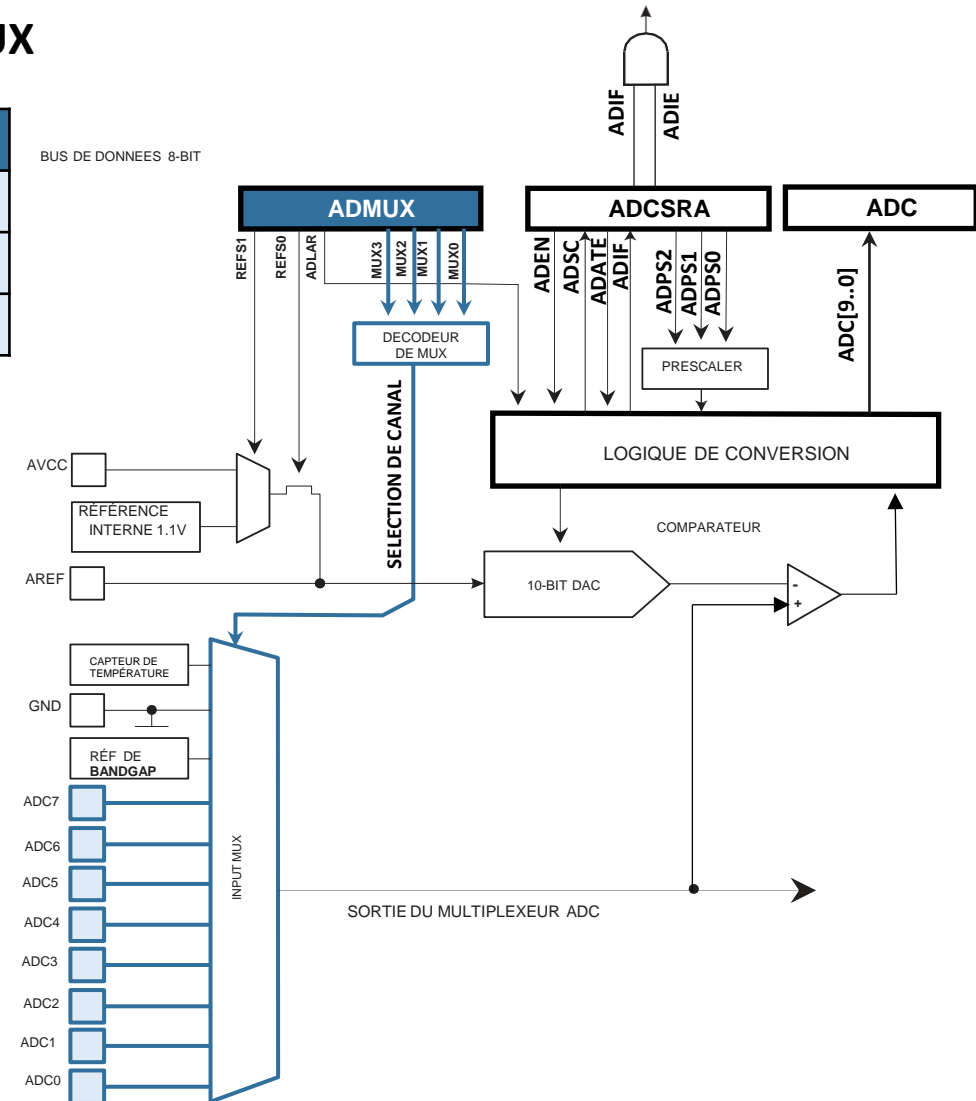 UX
BUS DE DONNEES 8-BIT
ADIF
ADIE
ADMUX
ADCSRA
ADC
REFS1
REFS0
ADLAR
MUX3
MUX2
MUX1
MUX0
ADEN
ADSC
ADATE
ADIF
ADPS2
ADPS1
ADPS0
ADC[9..0]
DECODEUR
DE MUX
PRESCALER
SELECTION DE CANAL
LOGIQUE DE CONVERSION
AVCC
RÉFÉRENCE
INTERNE 1.1V
COMPARATEUR
AREF
10-BIT DAC
-
+
CAPTEUR DE
TEMPÉRATURE
GND
RÉF DE
BANDGAP
ADC7
ADC6
ADC5
ADC4
ADC3
ADC2
ADC1
ADC0
INPUT MUX
SORTIE DU MULTIPLEXEUR ADC